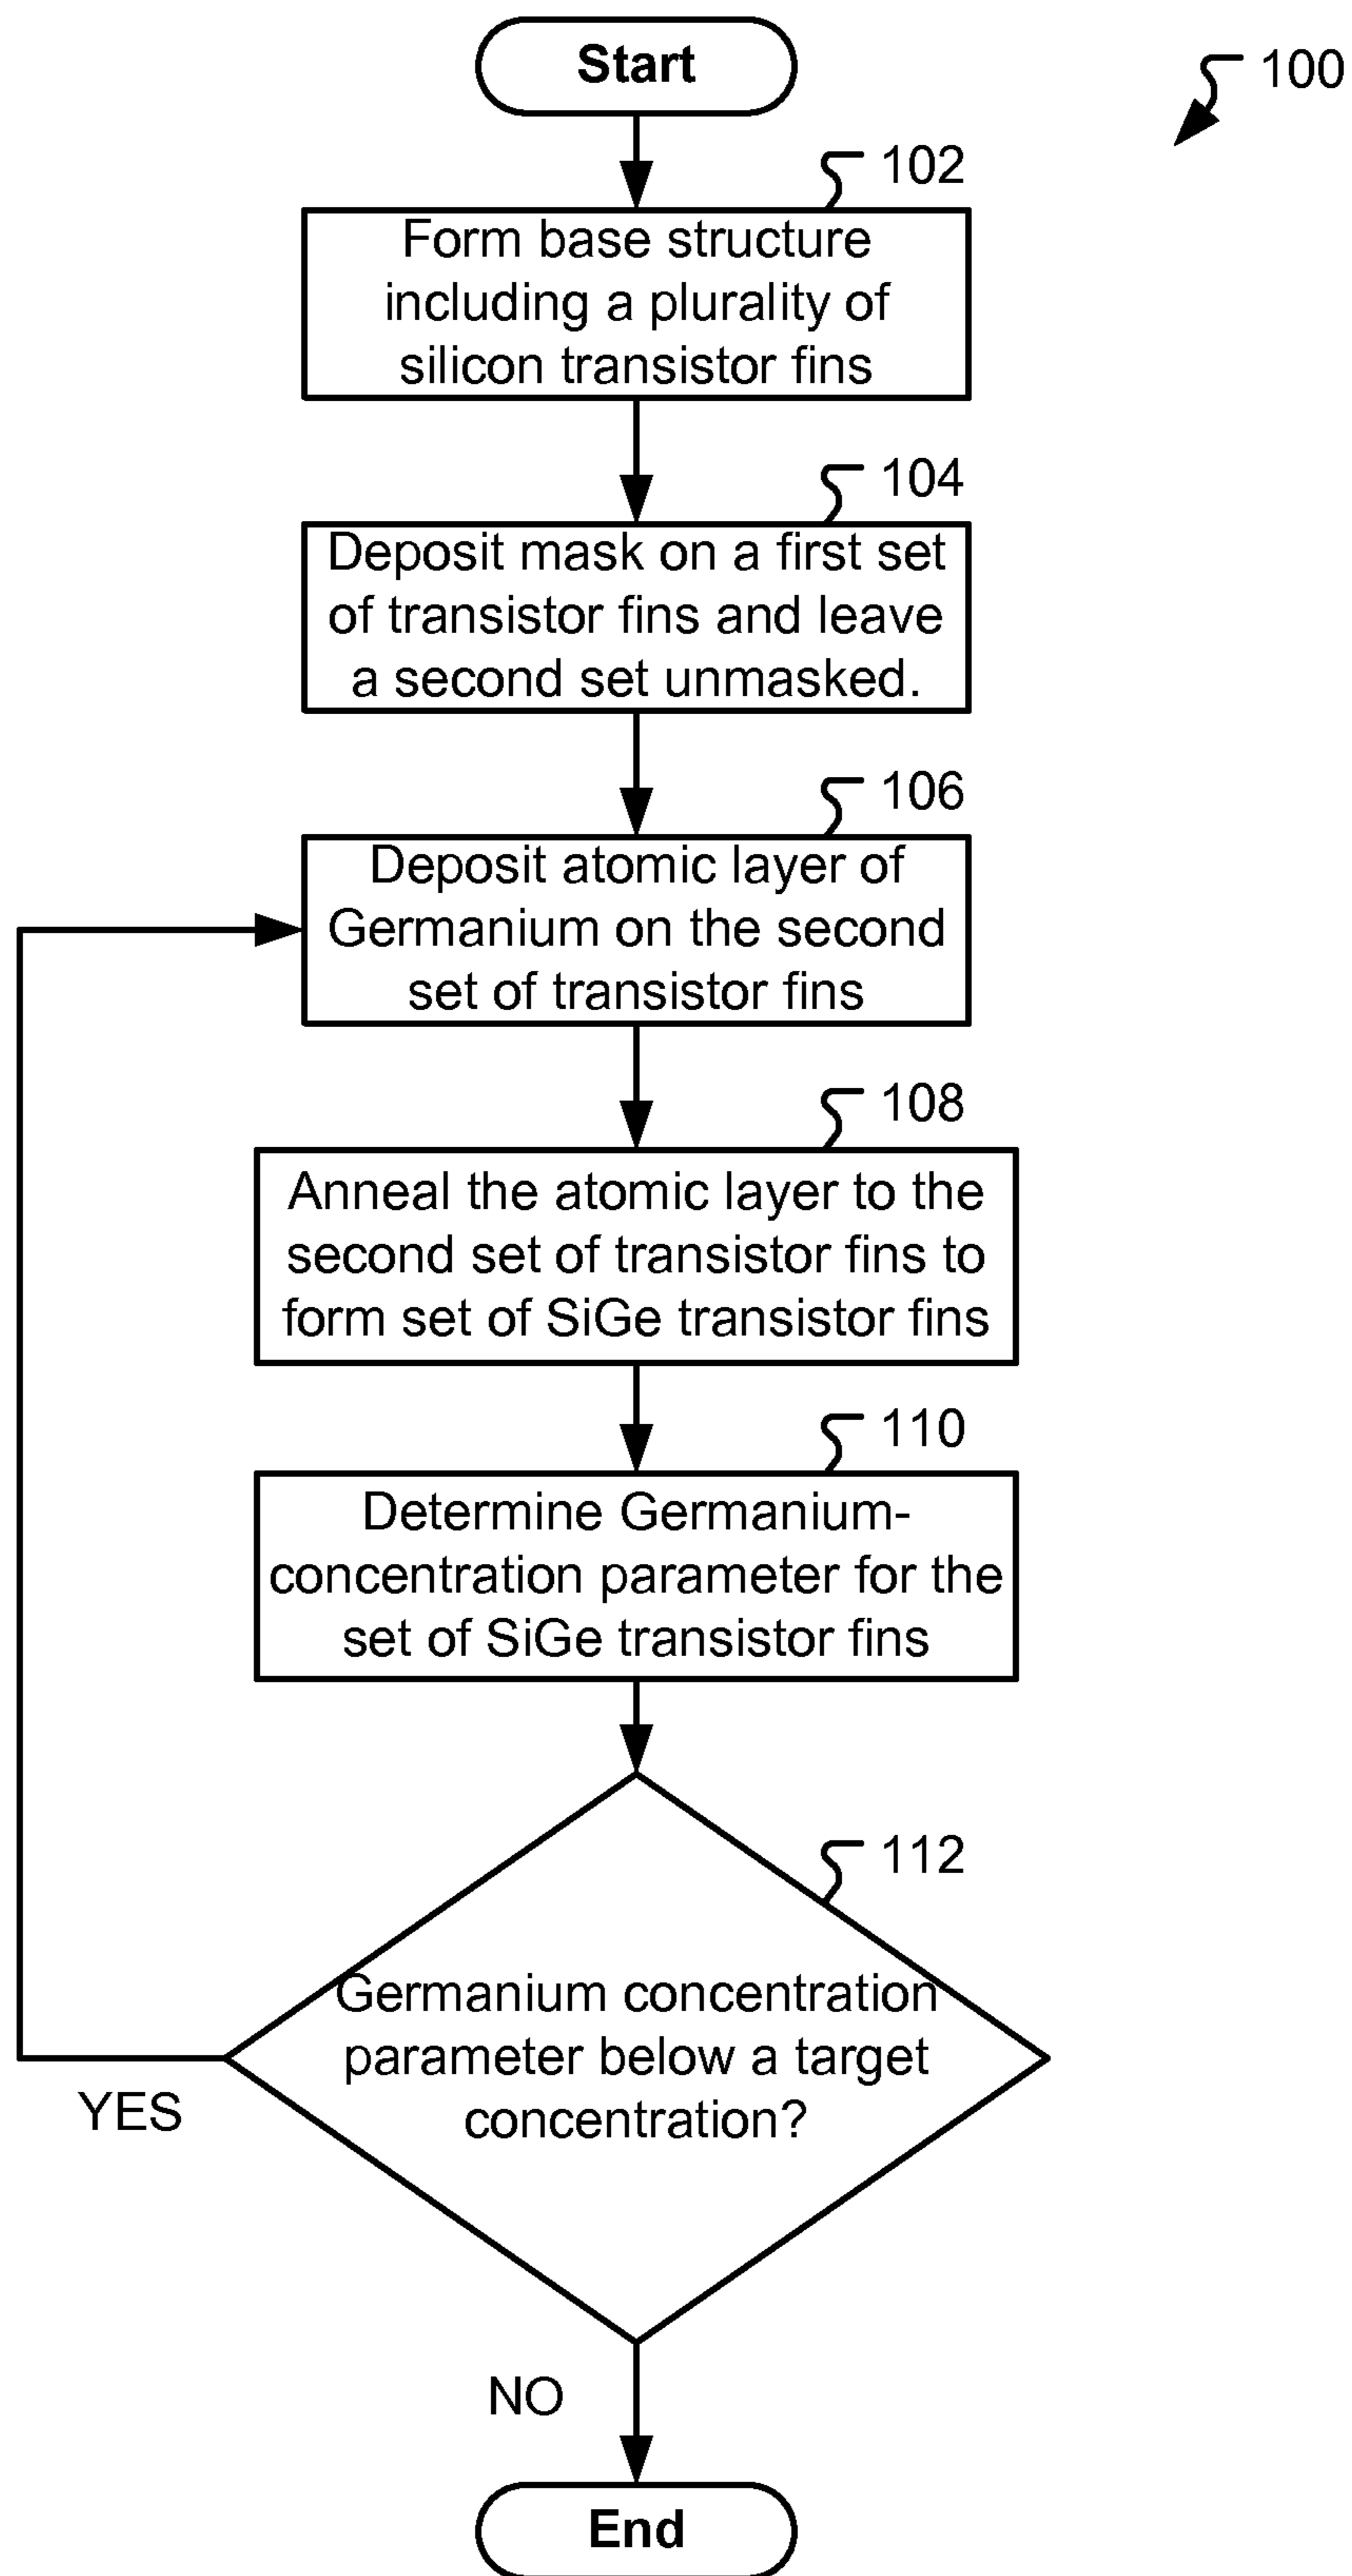 Start
100
102
Form base structure
including a plurality of
silicon transistor fins
104
Deposit mask on a first set
of transistor fins and leave
a second set unmasked.
106
Deposit atomic layer of
Germanium on the second
set of transistor fins
108
Anneal the atomic layer to the
second set of transistor fins to
form set of SiGe transistor fins
110
Determine Germanium-
concentration parameter for the
set of SiGe transistor fins
112
Germanium concentration
parameter below a target
concentration?
YES
NO
End